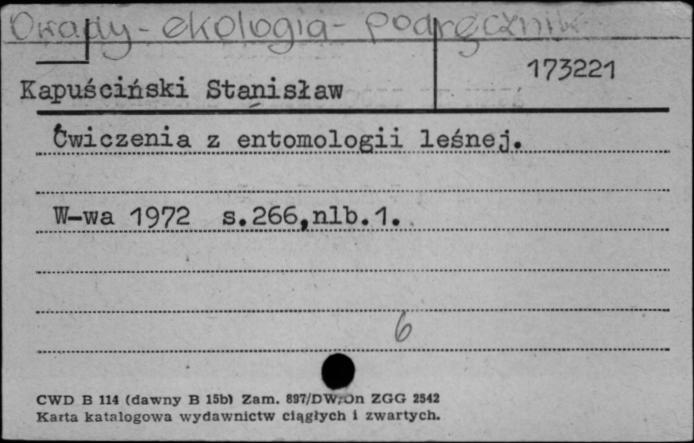 Owady - ekologia - podręcznik
173221
Kapuściński Stanisław
Ćwiczenia z entomologii leśnej.
W-wa 1972 s.266,nlb.1.
6
CWD B 114 (dawny B 15b) Zam. 897/DW/On ZGG 2542
Karta katalogowa wydawnictw ciągłych i zwartych.